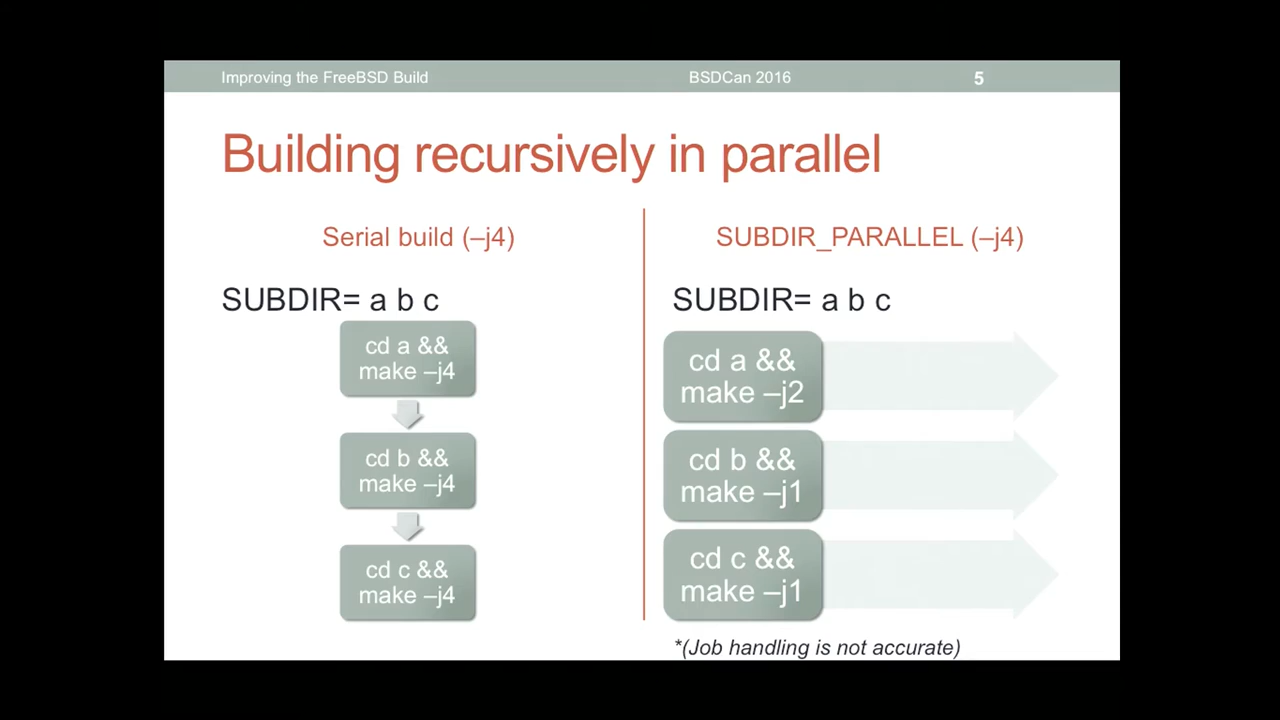 Improving the FreeBSD Build
BSDCan 2016
5
Building recursively in parallel
Serial build (–j4)
SUBDIR= a b c
cd a &&
make –j4
cd b &&
make –j4
cd c &&
make –j4
SUBDIR_PARALLEL (–j4)
SUBDIR= a b c
cd a &&
make –j2
cd b &&
make –j1
cd c &&
make –j1
*(Job handling is not accurate)